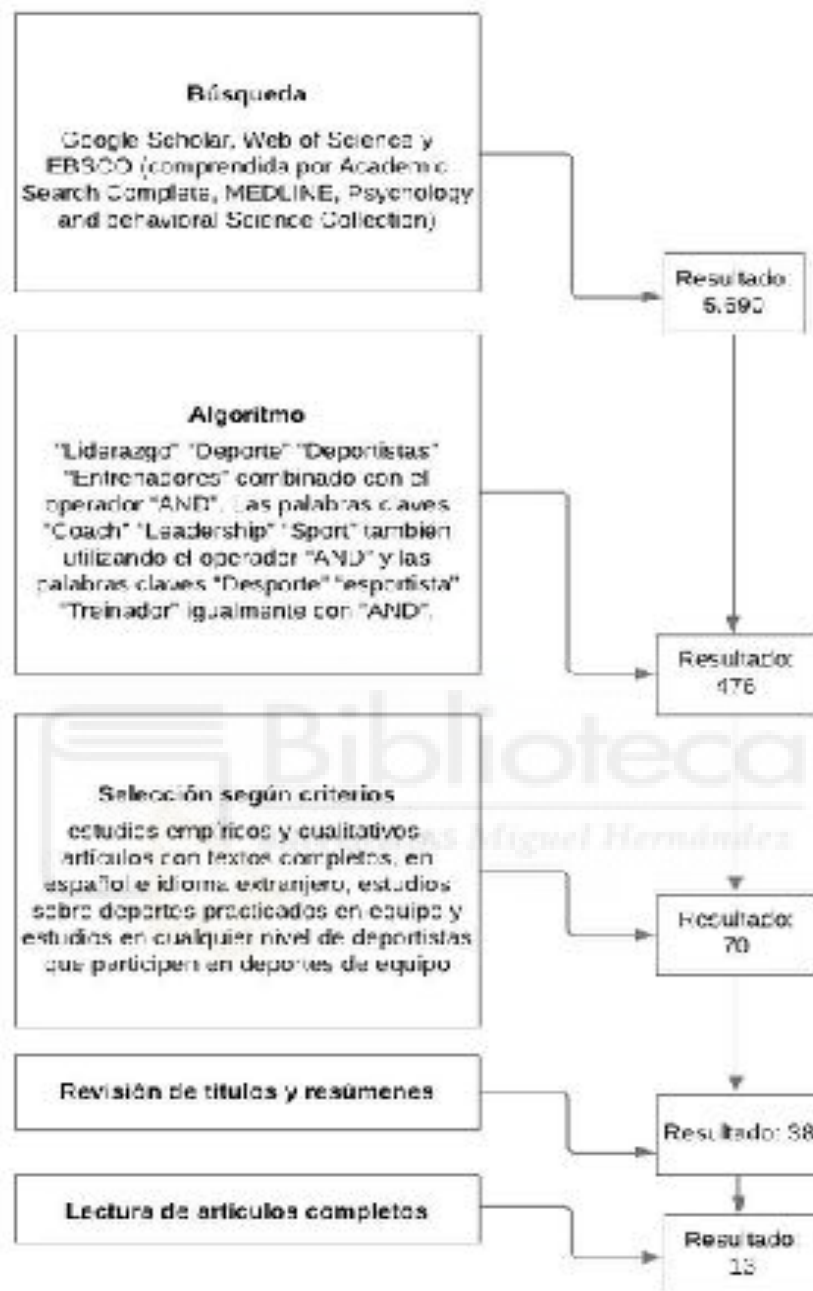 Búsqueda
Google Scholar, Web of Science y
EBSCO (comprendida por Academic
Search Complete, MEDLINE, Psychology
and behavioral Science Collection)
Resultado:
Algoritmo
"Liderazgo" "Deporte" "Deportistas"
"Entrenadores" combinado con el
operador "AND". Las palabras claves
"Coach" "Leadership" "Sport" también
utilizando el operador "AND" y las
palabras claves "Desporte" "esportista"
"Treinador" igualmente con "AND".
Resultado:
476
Biblioteca
Miguel Hernández
Selección según criterios
estudios empíricos y cualitativos
artículos con textos completos, en
español e idioma extranjero, estudios
sobre deportes practicados en equipo y
estudios en cualquier nivel de deportistas
que participen en deportes de equipo
Resultado:
70
Revisión de títulos y resúmenes
Resultado: 38
Lectura de artículos completos
Resultado:
13